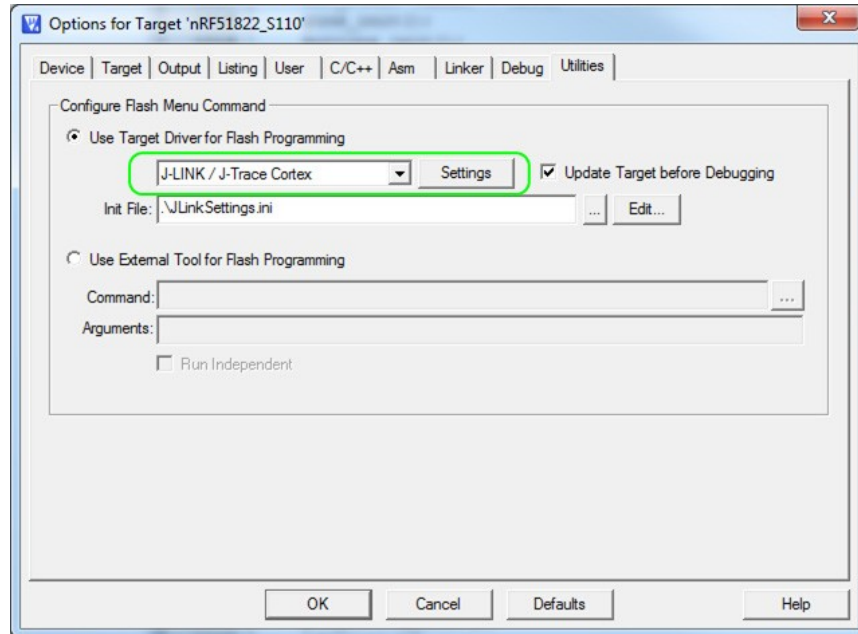 Options for Target 'nRF51822_S110'
Device Target Output Listing User C/C++ Asm Linker Debug Utilities
Configure Flash Menu Command
Use Target Driver for Flash Programming
J-LINK / J-Trace Cortex Settings Update Target before Debugging
Init File: .\JLinkSettings.ini ... Edit...
Use External Tool for Flash Programming
Command: ...
Arguments:
Run Independent
OK Cancel Defaults Help